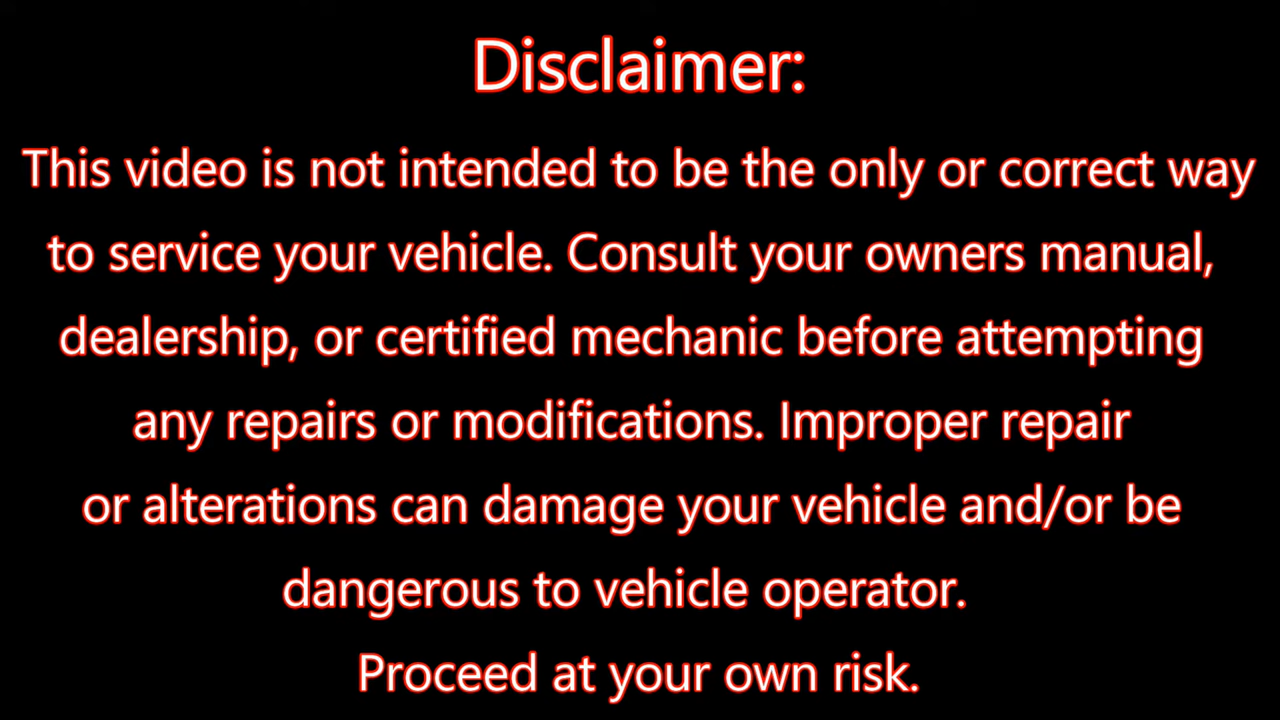 Disclaimer:
This video is not intended to be the only or correct way
to service your vehicle. Consult your owners manual,
dealership, or certified mechanic before attempting
any repairs or modifications. Improper repair
or alterations can damage your vehicle and/or be
dangerous to vehicle operator.
Proceed at your own risk.